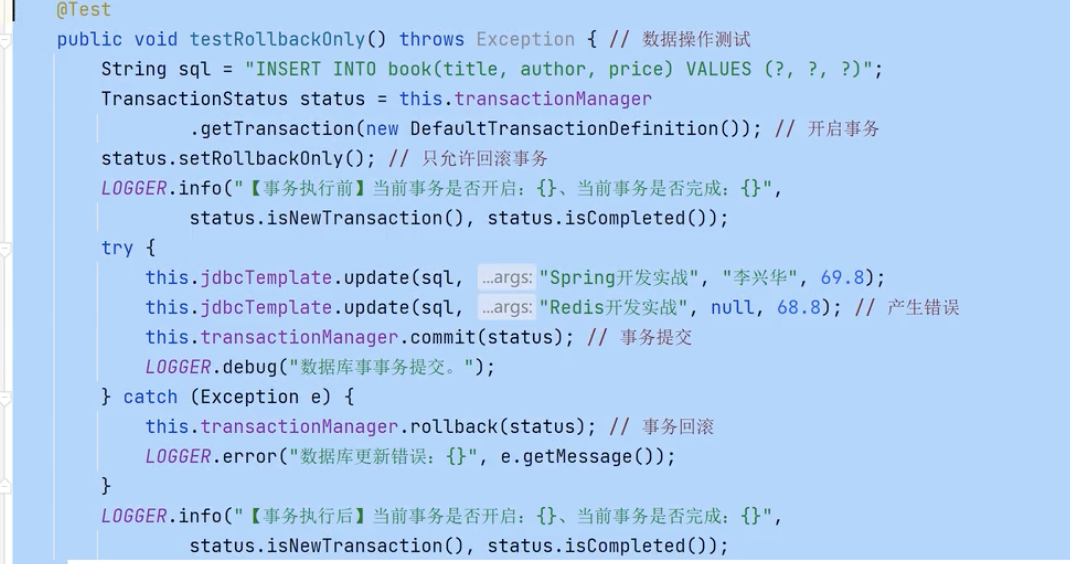 @Test
public void testRollbackOnly() throws Exception { // 数据操作测试
String sql = "INSERT INTO book(title, author, price) VALUES (?, ?, ?)";
TransactionStatus status = this.transactionManager
.getTransaction(new DefaultTransactionDefinition()); // 开启事务
status.setRollbackOnly(); // 只允许回滚事务
LOGGER.info("【事务执行前】当前事务是否开启：{}、当前事务是否完成：{}",
status.isNewTransaction(), status.isCompleted());
try {
this.jdbcTemplate.update(sql, ...args: "Spring开发实战", "李兴华", 69.8);
this.jdbcTemplate.update(sql, ...args: "Redis开发实战", null, 68.8); // 产生错误
this.transactionManager.commit(status); // 事务提交
LOGGER.debug("数据库事事务提交。");
} catch (Exception e) {
this.transactionManager.rollback(status); // 事务回滚
LOGGER.error("数据库更新错误：{}", e.getMessage());
}
LOGGER.info("【事务执行后】当前事务是否开启：{}、当前事务是否完成：{}",
status.isNewTransaction(), status.isCompleted());